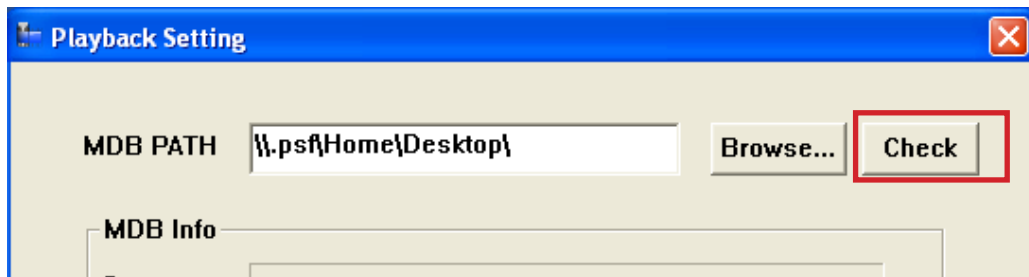 Playback Setting
MDB PATH \\.psf\Home\Desktop\ Browse... Check
MDB Info